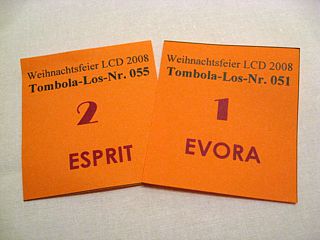 Weihnachtsfeier LCD 2008
Tombola-Los-Nr. 055
2
ESPRIT
Weihnachtsfeier LCD 2008
Tombola-Los-Nr. 051
1
EVORA